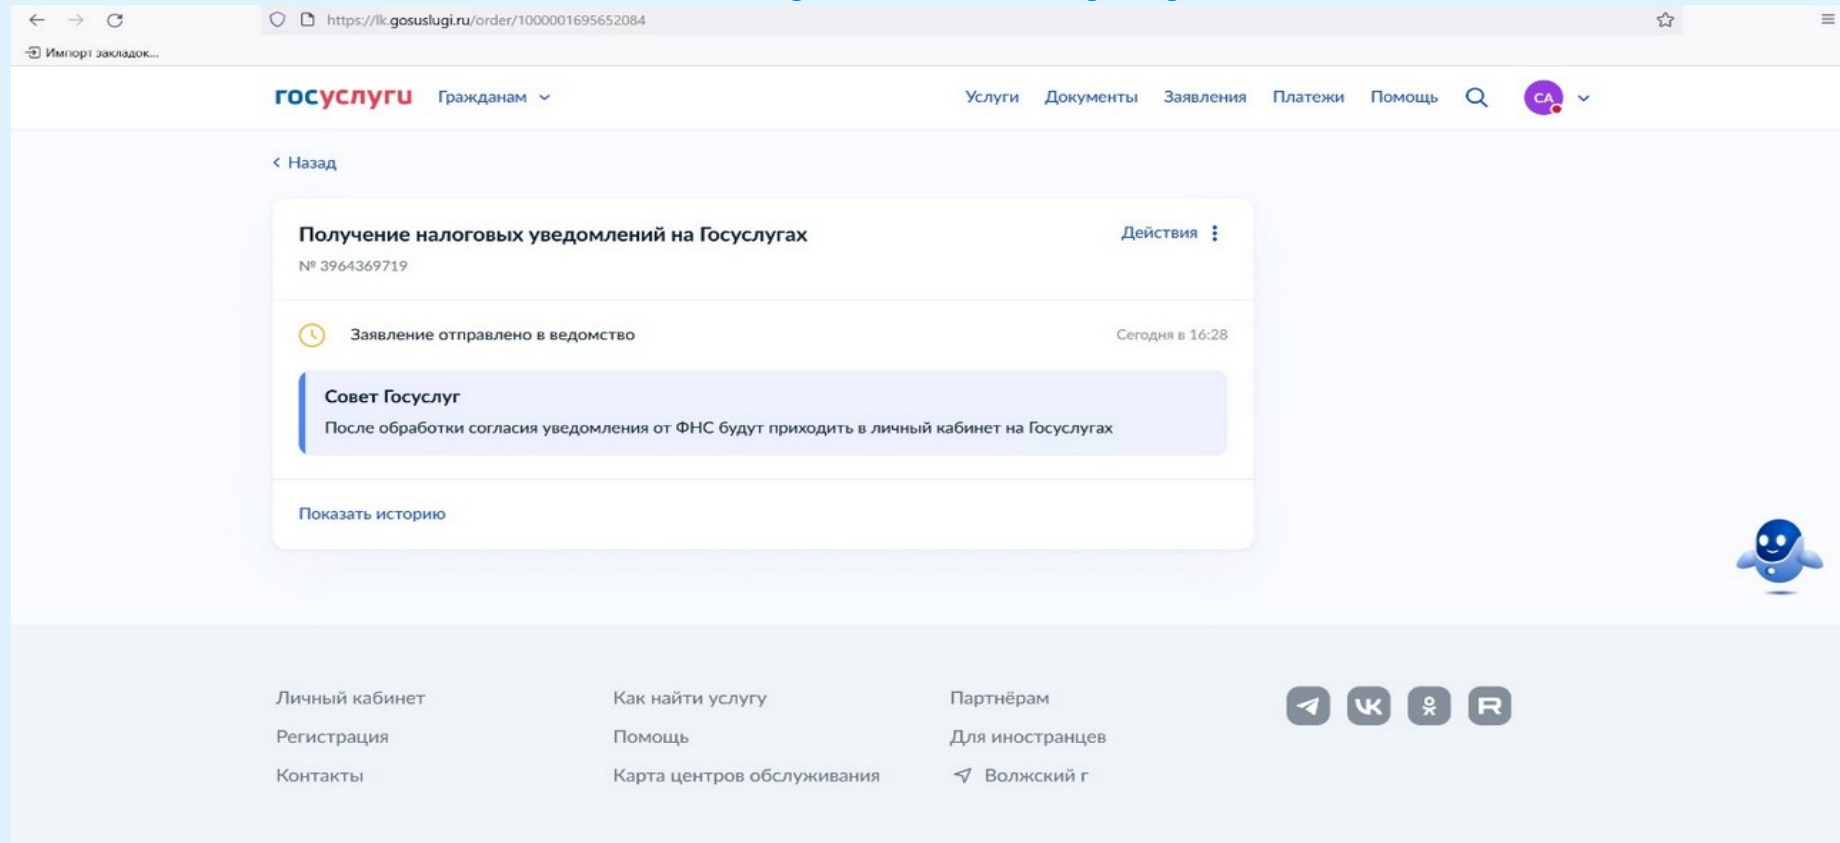 https://lk.gosuslugi.ru/order/1000001695652084
Импорт закладок...
госуслуги Гражданам Услуги Документы Заявления Платежи Помощь СА
Назад
Получение налоговых уведомлений на Госуслугах Действия
№ 3964369719
Заявление отправлено в ведомство Сегодня в 16:28
Совет Госуслуг
После обработки согласия уведомления от ФНС будут приходить в личный кабинет на Госуслугах
Показать историю
Личный кабинет Как найти услугу Партнёрам
Регистрация Помощь Для иностранцев
Контакты Карта центров обслуживания Волжский г